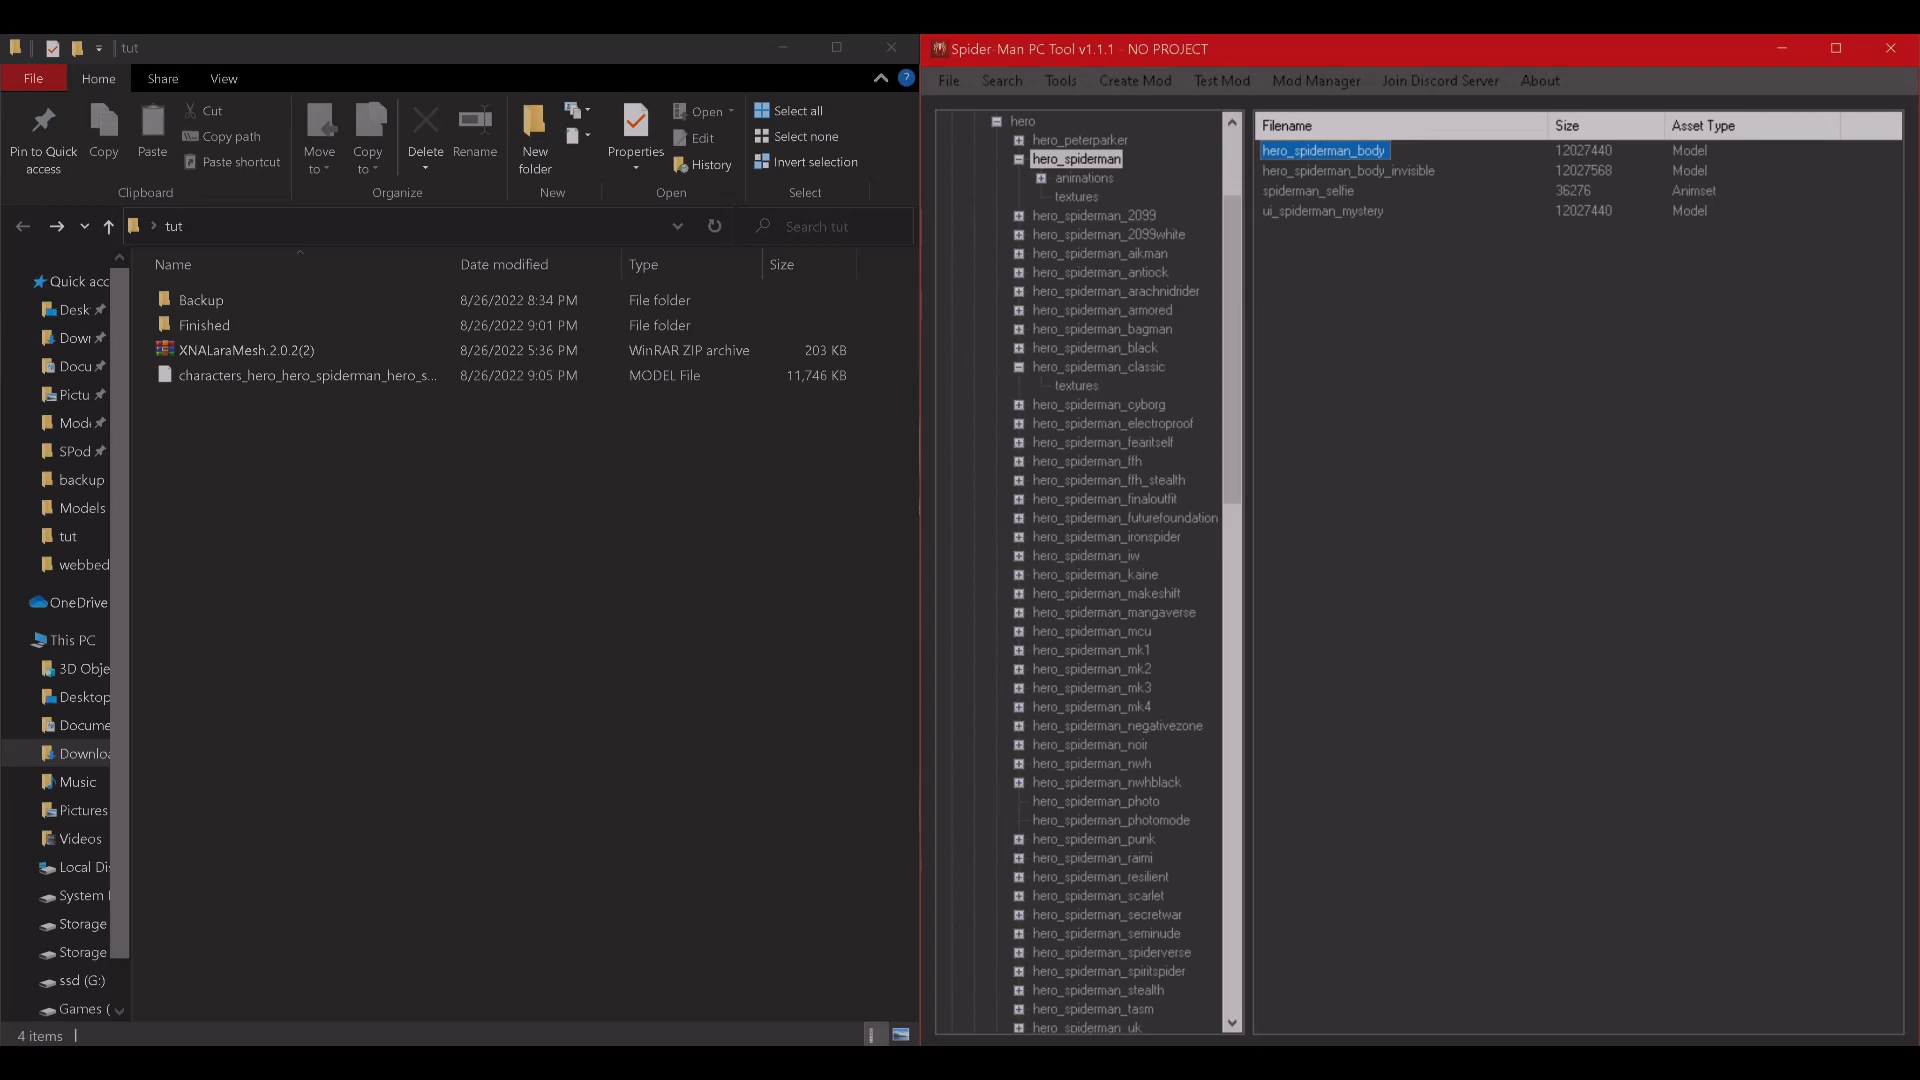 tut
File
Home
Share
View
?
Pin to Quick access
Copy
Paste
Cut
Copy path
Paste shortcut
Clipboard
Move to
Copy to
Delete
Rename
Organize
New folder
New
Properties
Open
Edit
History
Open
Select all
Select none
Invert selection
Select
tut
Search tut
Quick acc
Desk
Down
Docu
Pictu
Mode
SPod
backup
Models
tut
webbed
OneDrive
This PC
3D Obje
Desktop
Docume
Downloa
Music
Pictures
Videos
Local Di
System
Storage
Storage
ssd (G:)
Games (
Name Date modified Type Size
Backup 8/26/2022 8:34 PM File folder
Finished 8/26/2022 9:01 PM File folder
XNALaraMesh.2.0.2(2) 8/26/2022 5:36 PM WinRAR ZIP archive 203 KB
characters_hero_hero_spiderman_hero_s... 8/26/2022 9:05 PM MODEL File 11,746 KB
4 items
Spider-Man PC Tool v1.1.1 - NO PROJECT
File Search Tools Create Mod Test Mod Mod Manager Join Discord Server About
hero
hero_peterparker
hero_spiderman
animations
textures
hero_spiderman_2099
hero_spiderman_2099white
hero_spiderman_aikman
hero_spiderman_antiock
hero_spiderman_arachnidrider
hero_spiderman_armored
hero_spiderman_bagman
hero_spiderman_black
hero_spiderman_classic
textures
hero_spiderman_cyborg
hero_spiderman_electroproof
hero_spiderman_fearitself
hero_spiderman_ffh
hero_spiderman_ffh_stealth
hero_spiderman_finaloutfit
hero_spiderman_futurefoundation
hero_spiderman_ironspider
hero_spiderman_iw
hero_spiderman_kaine
hero_spiderman_makeshift
hero_spiderman_mangaverse
hero_spiderman_mcu
hero_spiderman_mk1
hero_spiderman_mk2
hero_spiderman_mk3
hero_spiderman_mk4
hero_spiderman_negativezone
hero_spiderman_noir
hero_spiderman_nwh
hero_spiderman_nwhblack
hero_spiderman_photo
hero_spiderman_photomode
hero_spiderman_punk
hero_spiderman_raimi
hero_spiderman_resilient
hero_spiderman_scarlet
hero_spiderman_secretwar
hero_spiderman_seminude
hero_spiderman_spiderverse
hero_spiderman_spiritspider
hero_spiderman_stealth
hero_spiderman_tasm
hero_spiderman_uk
Filename Size Asset Type
hero_spiderman_body 12027440 Model
hero_spiderman_body_invisible 12027568 Model
spiderman_selfie 36276 Animset
ui_spiderman_mystery 12027440 Model